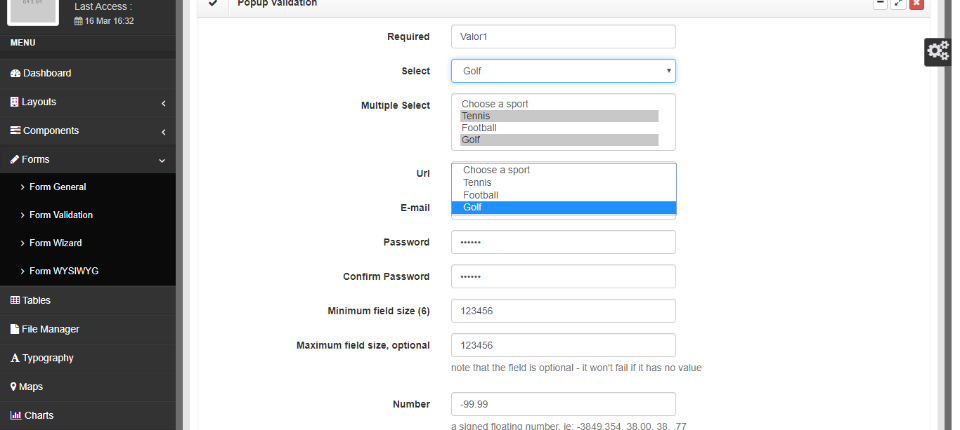 Last Access :
16 Mar 16:32
MENU
Dashboard
Layouts
Components
Forms
Form General
Form Validation
Form Wizard
Form WYSIWYG
Tables
File Manager
Typography
Maps
Charts
Popup Validation
Required Valor1
Select Golf
Multiple Select Choose a sport
Tennis
Football
Golf
Url
Choose a sport
Tennis
Football
Golf
E-mail
Password ••••••
Confirm Password ••••••
Minimum field size (6) 123456
Maximum field size, optional 123456
note that the field is optional - it won't fail if it has no value
Number -99.99
a signed floating number, ie: -3849.354, 38.00, 38, .77